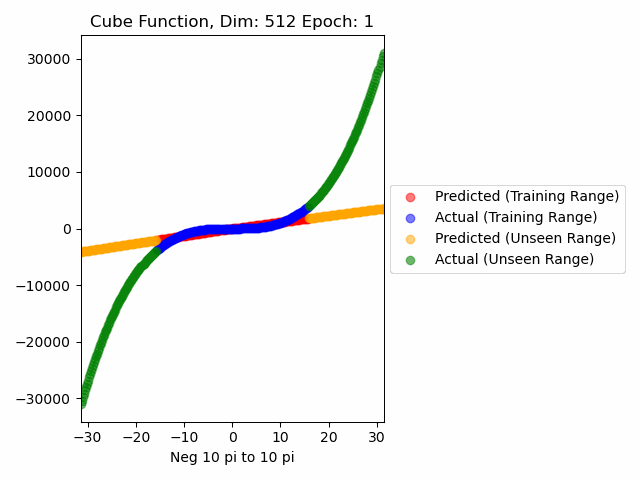 Cube Function, Dim: 512 Epoch: 1
30000
20000
10000
0
−10000
−20000
−30000
−30 −20 −10 0 10 20 30
Neg 10 pi to 10 pi
Predicted (Training Range)
Actual (Training Range)
Predicted (Unseen Range)
Actual (Unseen Range)